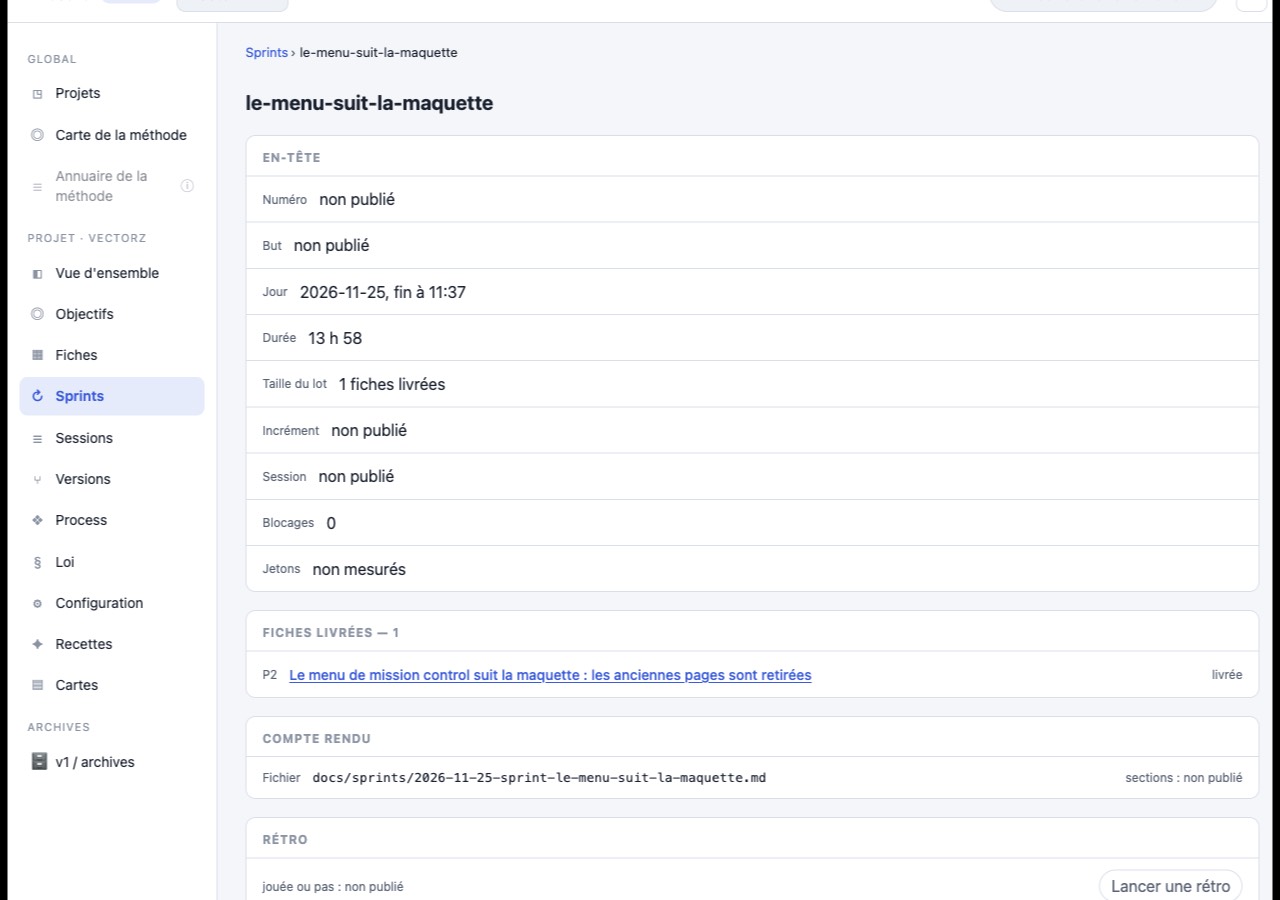 GLOBAL
Projets
Carte de la méthode
Annuaire de la
méthode
PROJET · VECTORZ
Vue d'ensemble
Objectifs
Fiches
Sprints
Sessions
Versions
Process
§ Loi
Configuration
Recettes
Cartes
ARCHIVES
v1 / archives
Sprints › le-menu-suit-la-maquette
le-menu-suit-la-maquette
EN-TÊTE
Numéro non publié
But non publié
Jour 2026-11-25, fin à 11:37
Durée 13 h 58
Taille du lot 1 fiches livrées
Incrément non publié
Session non publié
Blocages 0
Jetons non mesurés
FICHES LIVRÉES — 1
P2 Le menu de mission control suit la maquette : les anciennes pages sont retirées livrée
COMPTE RENDU
Fichier docs/sprints/2026-11-25-sprint-le-menu-suit-la-maquette.md sections : non publié
RÉTRO
jouée ou pas : non publié Lancer une rétro